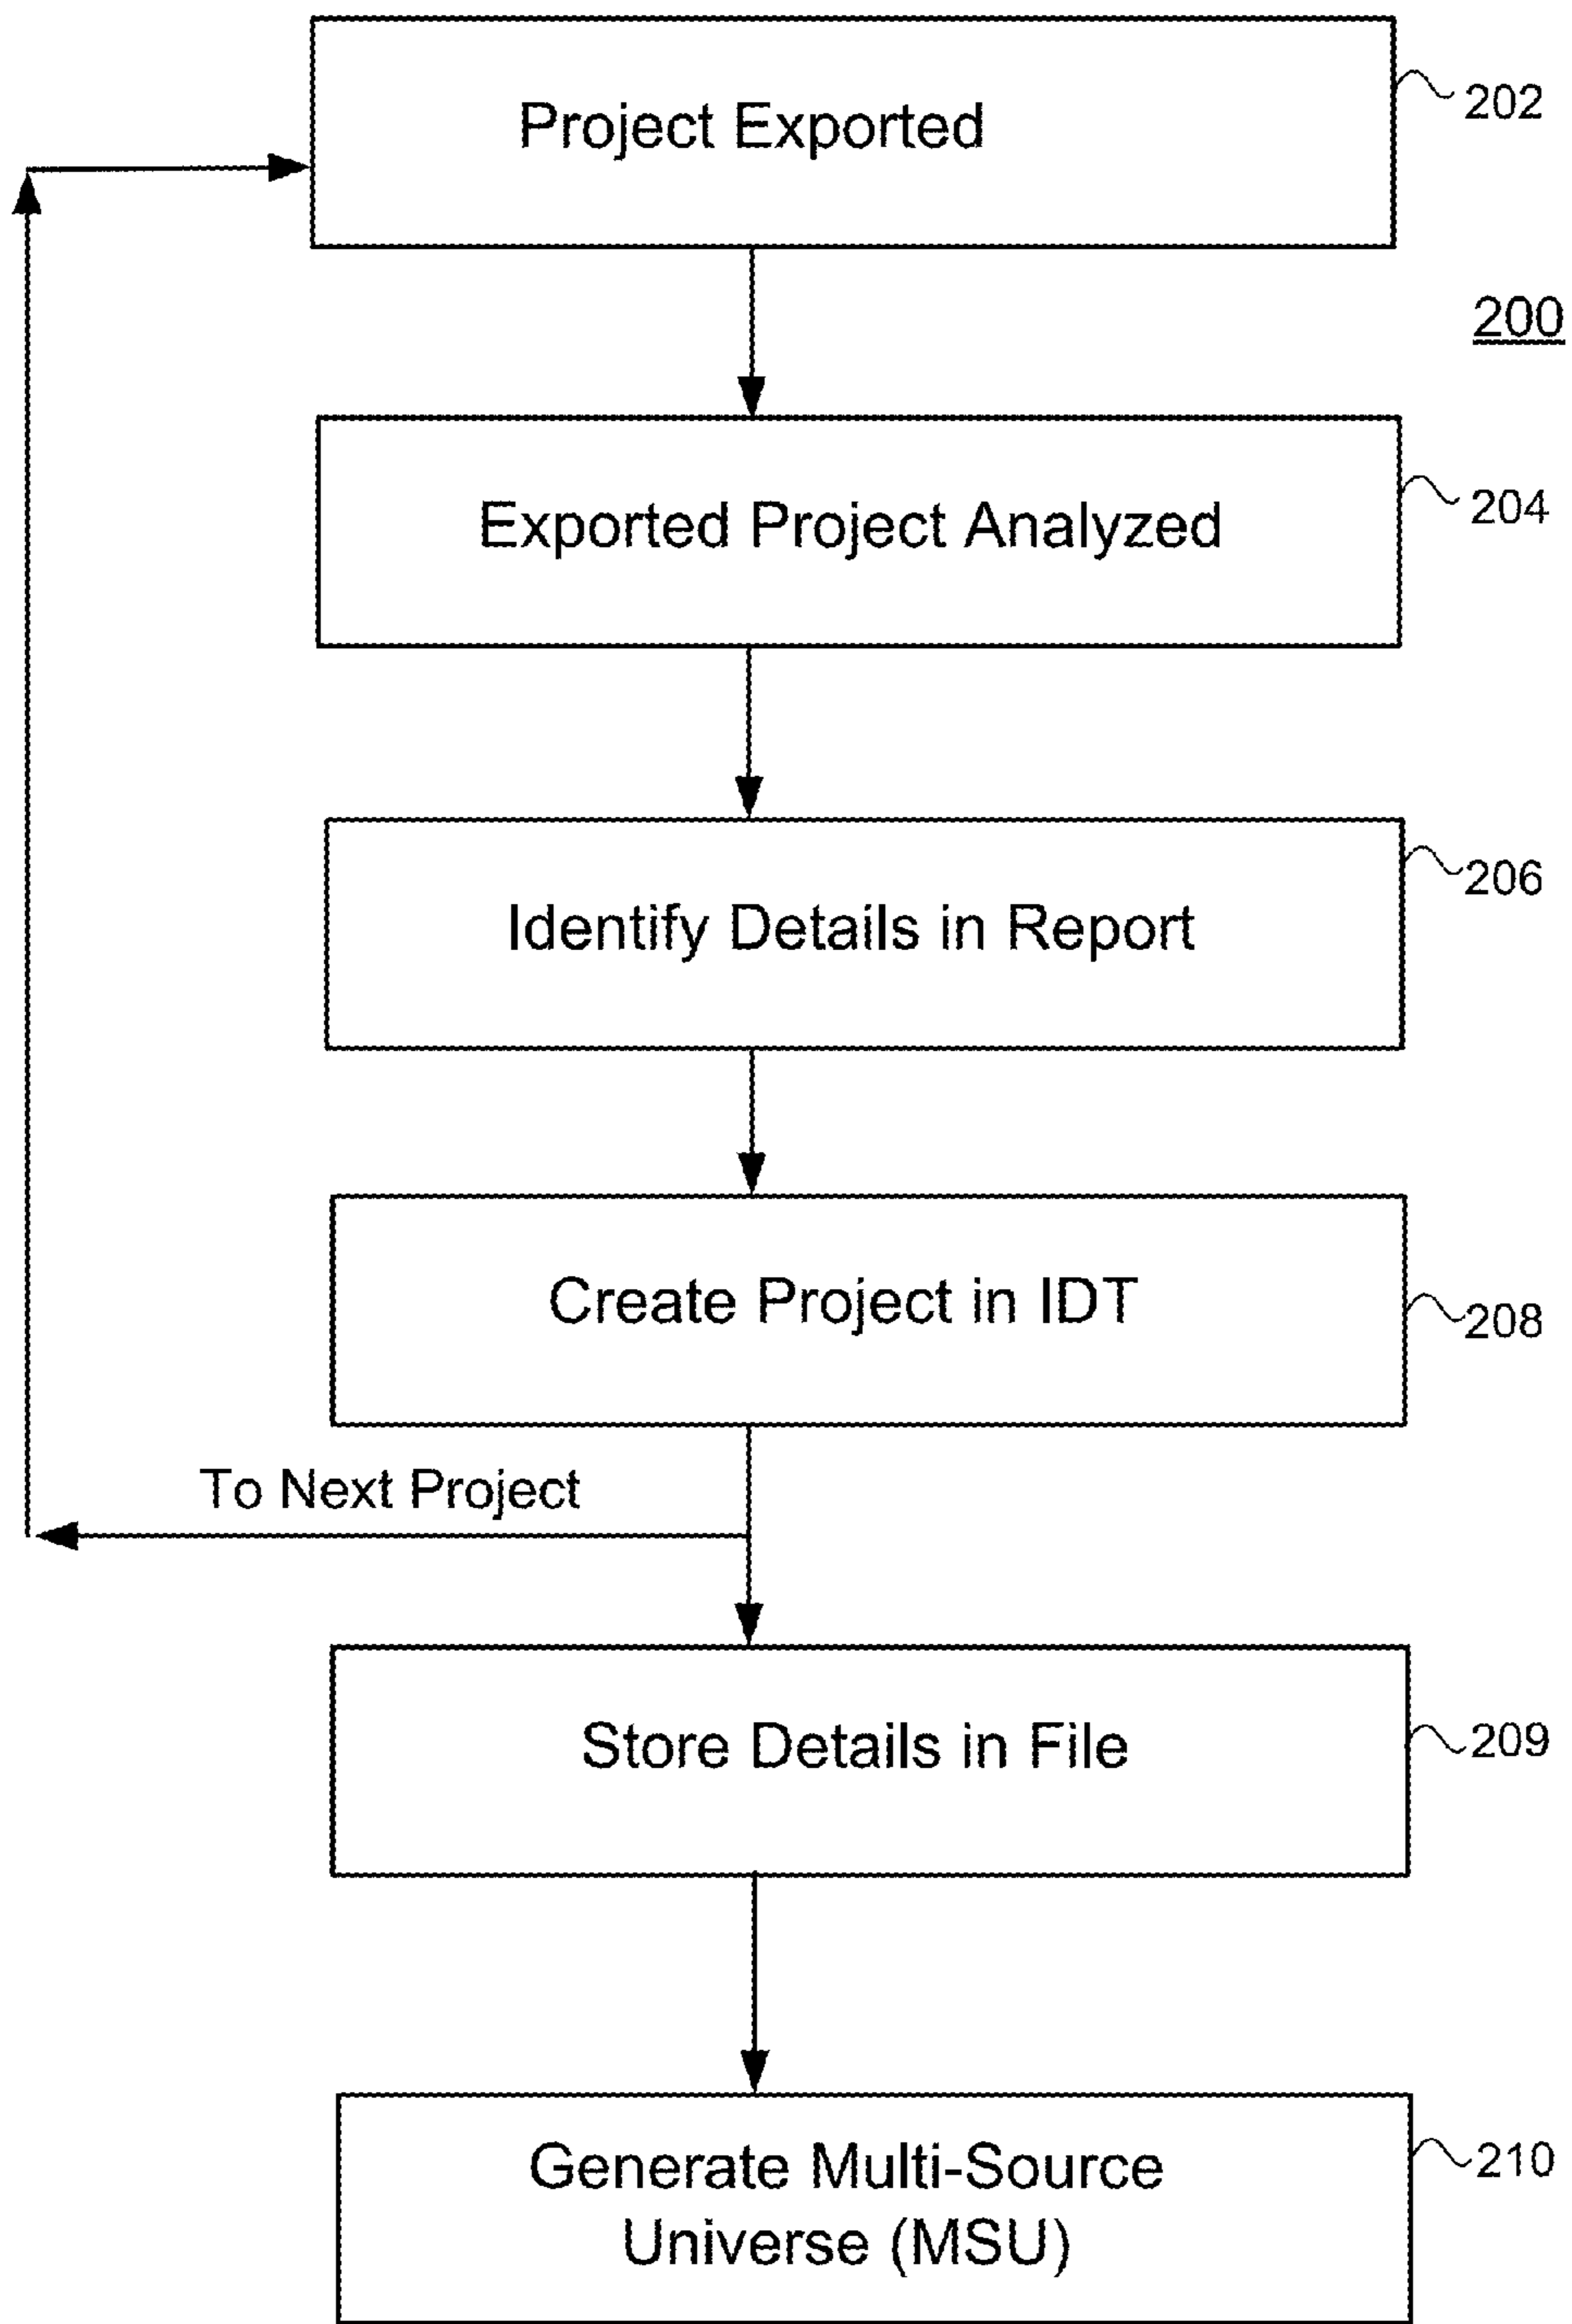 Project Exported
202
200
Exported Project Analyzed
204
Identify Details in Report
206
Create Project in IDT
208
To Next Project
Store Details in File
209
Generate Multi-Source
Universe (MSU)
210